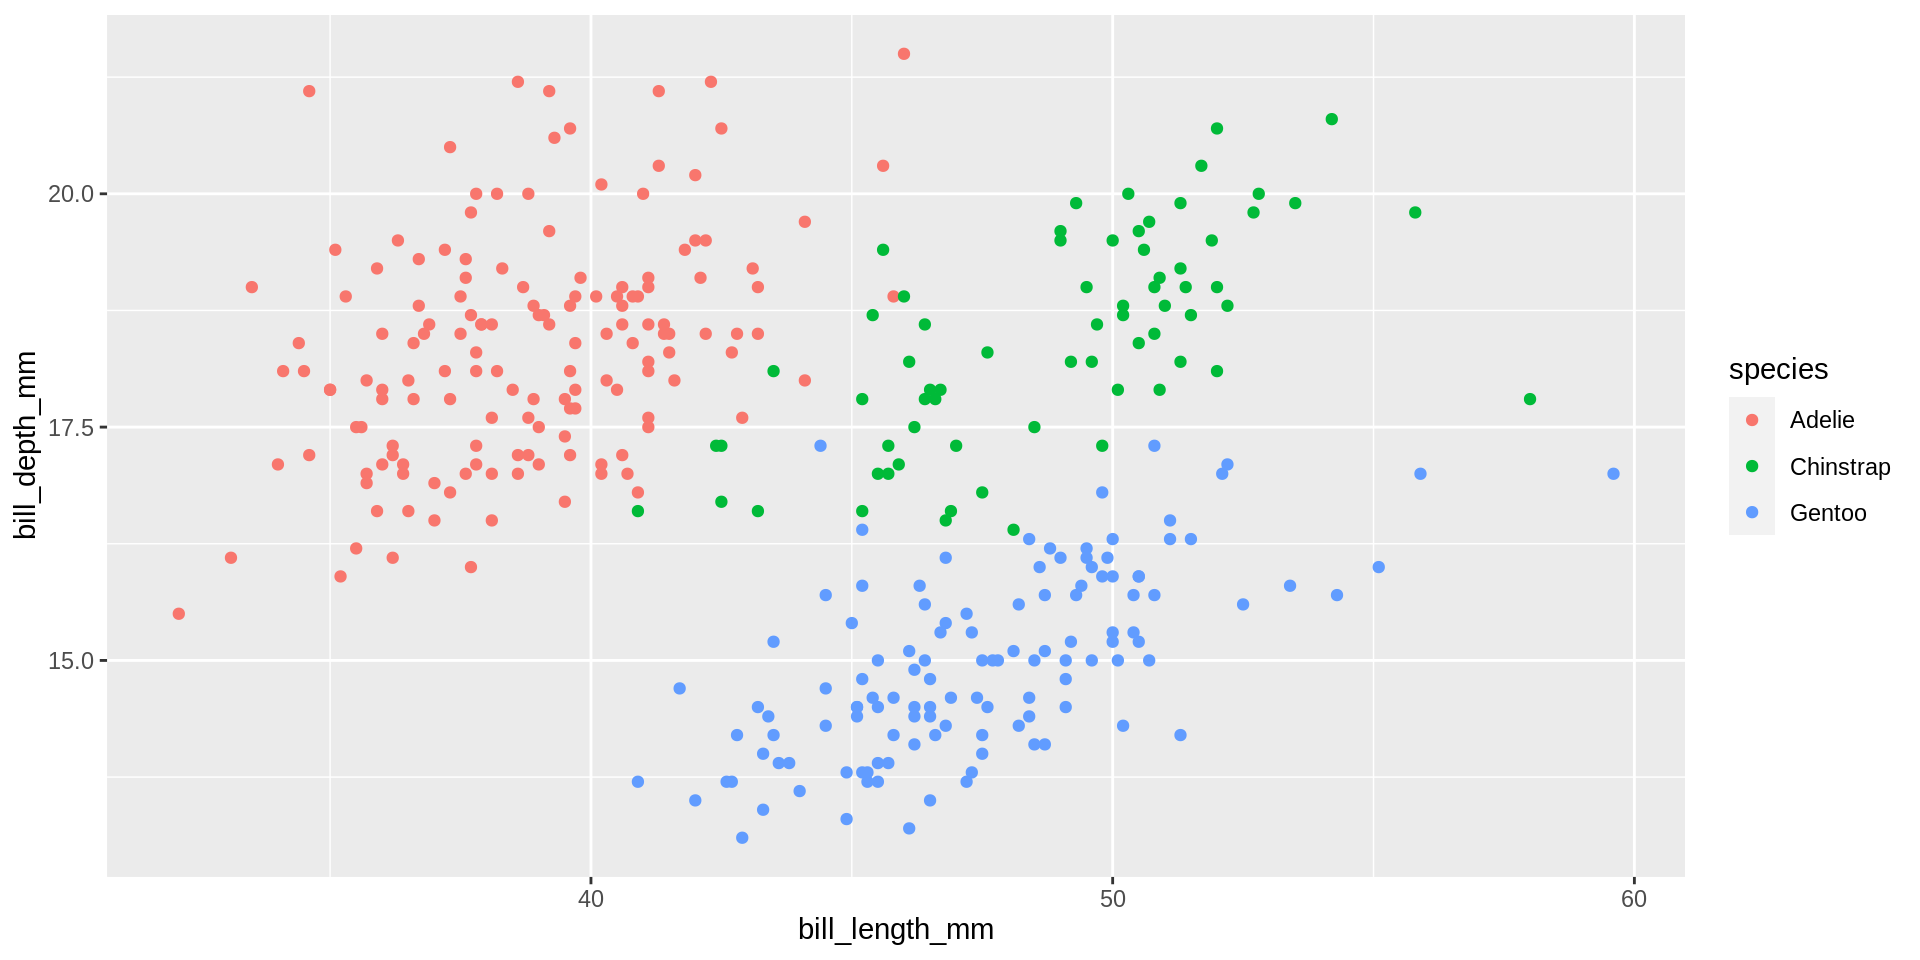 bill_depth_mm
20.0
17.5
15.0
40
50
60
bill_length_mm
species
Adelie
Chinstrap
Gentoo